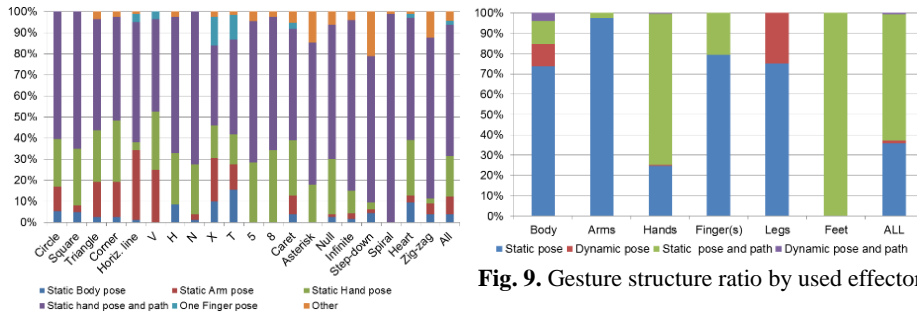 100%
90%
80%
70%
60%
50%
40%
30%
20%
10%
0%
Circle
Square
Triangle
Corner
Horiz. line
V
H
N
X
T
5
8
Caret
Asterisk
Null
Infinite
Step-down
Spiral
Heart
Zig-zag
All
Static Body pose
Static Arm pose
Static Hand pose
Static hand pose and path
One Finger pose
Other
100%
90%
80%
70%
60%
50%
40%
30%
20%
10%
0%
Body
Arms
Hands
Finger(s)
Legs
Feet
ALL
Static pose
Dynamic pose
Static pose and path
Dynamic pose and path
Fig. 9. Gesture structure ratio by used effector